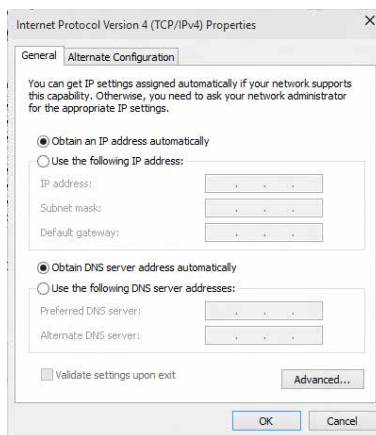 Internet Protocol Version 4 (TCP/IPv4) Properties
General
Alternate Configuration
You can get IP settings assigned automatically if your network supports
this capability. Otherwise, you need to ask your network administrator
for the appropriate IP settings.
Obtain an IP address automatically
Use the following IP address:
IP address:
Subnet mask:
Default gateway:
Obtain DNS server address automatically
Use the following DNS server addresses:
Preferred DNS server:
Alternate DNS server:
Validate settings upon exit
Advanced...
OK
Cancel